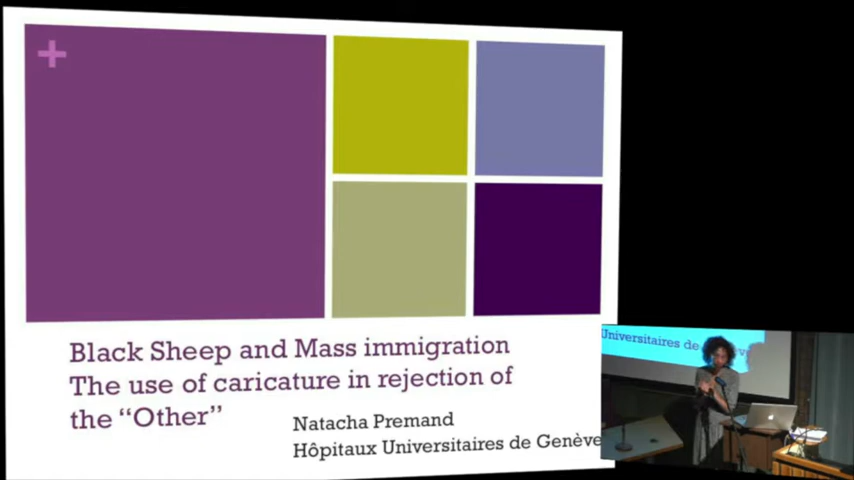 +
Black Sheep and Mass immigration
The use of caricature in rejection of
the “Other”
Natacha Premand
Hôpitaux Universitaires de Genève
Universitaires de